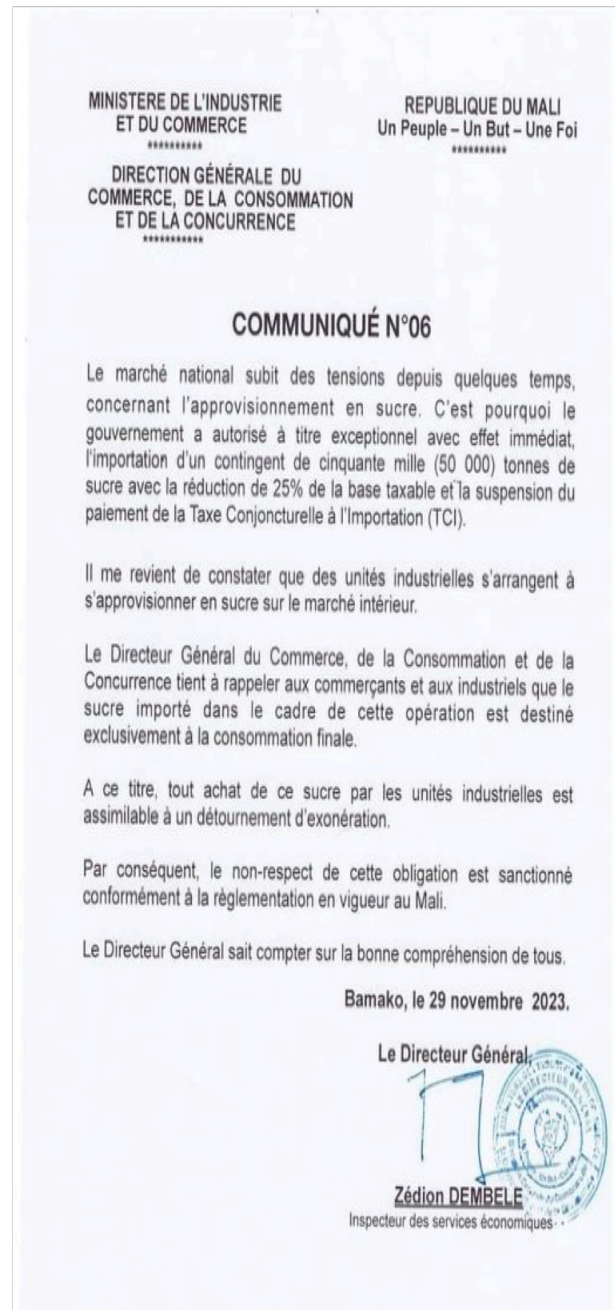 MINISTERE DE L'INDUSTRIE
ET DU COMMERCE
**********
REPUBLIQUE DU MALI
Un Peuple – Un But – Une Foi
**********
DIRECTION GÉNÉRALE DU
COMMERCE, DE LA CONSOMMATION
ET DE LA CONCURRENCE
***********
COMMUNIQUÉ N°06
Le marché national subit des tensions depuis quelques temps,
concernant l'approvisionnement en sucre. C'est pourquoi le
gouvernement a autorisé à titre exceptionnel avec effet immédiat,
l'importation d'un contingent de cinquante mille (50 000) tonnes de
sucre avec la réduction de 25% de la base taxable et la suspension du
paiement de la Taxe Conjoncturelle à l'Importation (TCI).
Il me revient de constater que des unités industrielles s'arrangent à
s'approvisionner en sucre sur le marché intérieur.
Le Directeur Général du Commerce, de la Consommation et de la
Concurrence tient à rappeler aux commerçants et aux industriels que le
sucre importé dans le cadre de cette opération est destiné
exclusivement à la consommation finale.
A ce titre, tout achat de ce sucre par les unités industrielles est
assimilable à un détournement d'exonération.
Par conséquent, le non-respect de cette obligation est sanctionné
conformément à la règlementation en vigueur au Mali.
Le Directeur Général sait compter sur la bonne compréhension de tous.
Bamako, le 29 novembre 2023.
Le Directeur Général,
LE DIRECTEUR
Zédion DEMBELE
Inspecteur des services économiques